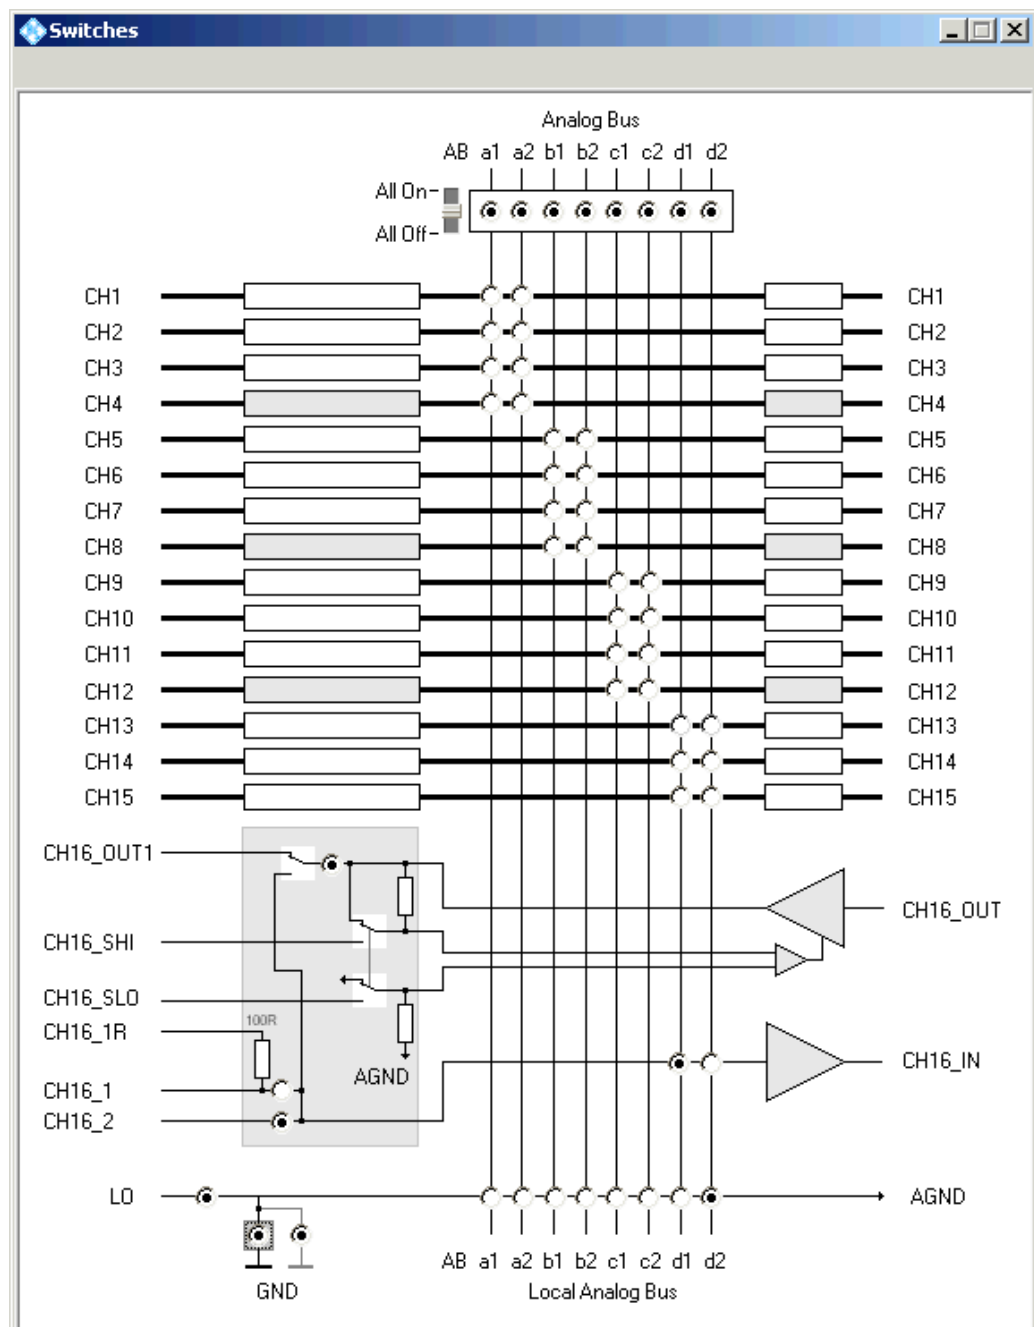 Switches
Analog Bus
AB a1 a2 b1 b2 c1 c2 d1 d2
All On
All Off
CH1 CH1
CH2 CH2
CH3 CH3
CH4 CH4
CH5 CH5
CH6 CH6
CH7 CH7
CH8 CH8
CH9 CH9
CH10 CH10
CH11 CH11
CH12 CH12
CH13 CH13
CH14 CH14
CH15 CH15
CH16_OUT1
CH16_OUT
CH16_SHI
CH16_SLO
100R
CH16_1R
AGND
CH16_IN
CH16_1
CH16_2
LO AGND
AB a1 a2 b1 b2 c1 c2 d1 d2
GND Local Analog Bus